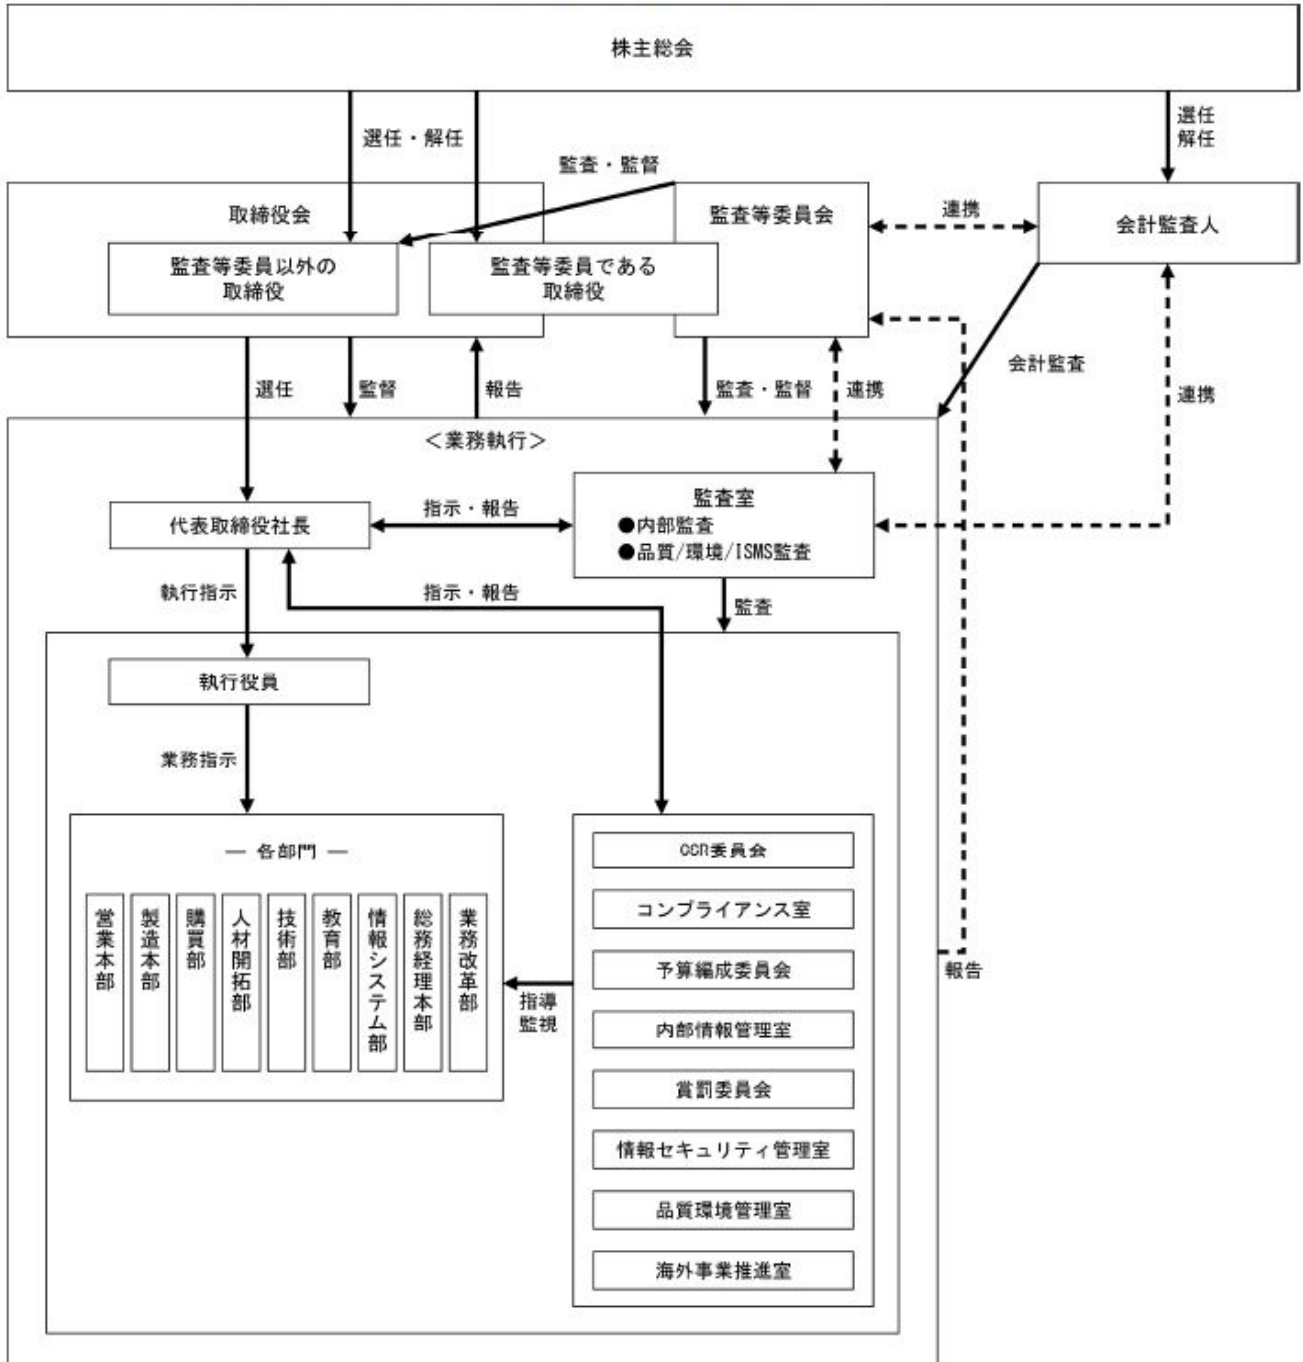 株主総会
選任・解任
選任
解任
監査・監督
取締役会
監査等委員会
連携
会計監査人
監査等委員以外の
取締役
監査等委員である
取締役
選任
監督
報告
監査・監督
連携
会計監査
連携
＜業務執行＞
代表取締役社長
指示・報告
監査室
●内部監査
●品質/環境/ISMS監査
執行指示
指示・報告
監査
執行役員
業務指示
― 各部門 ―
営業本部
製造本部
購買部
人材開拓部
技術部
教育部
情報システム部
総務経理本部
業務改革部
指導
監視
CSR委員会
コンプライアンス室
予算編成委員会
内部情報管理室
賞罰委員会
情報セキュリティ管理室
品質環境管理室
海外事業推進室
報告